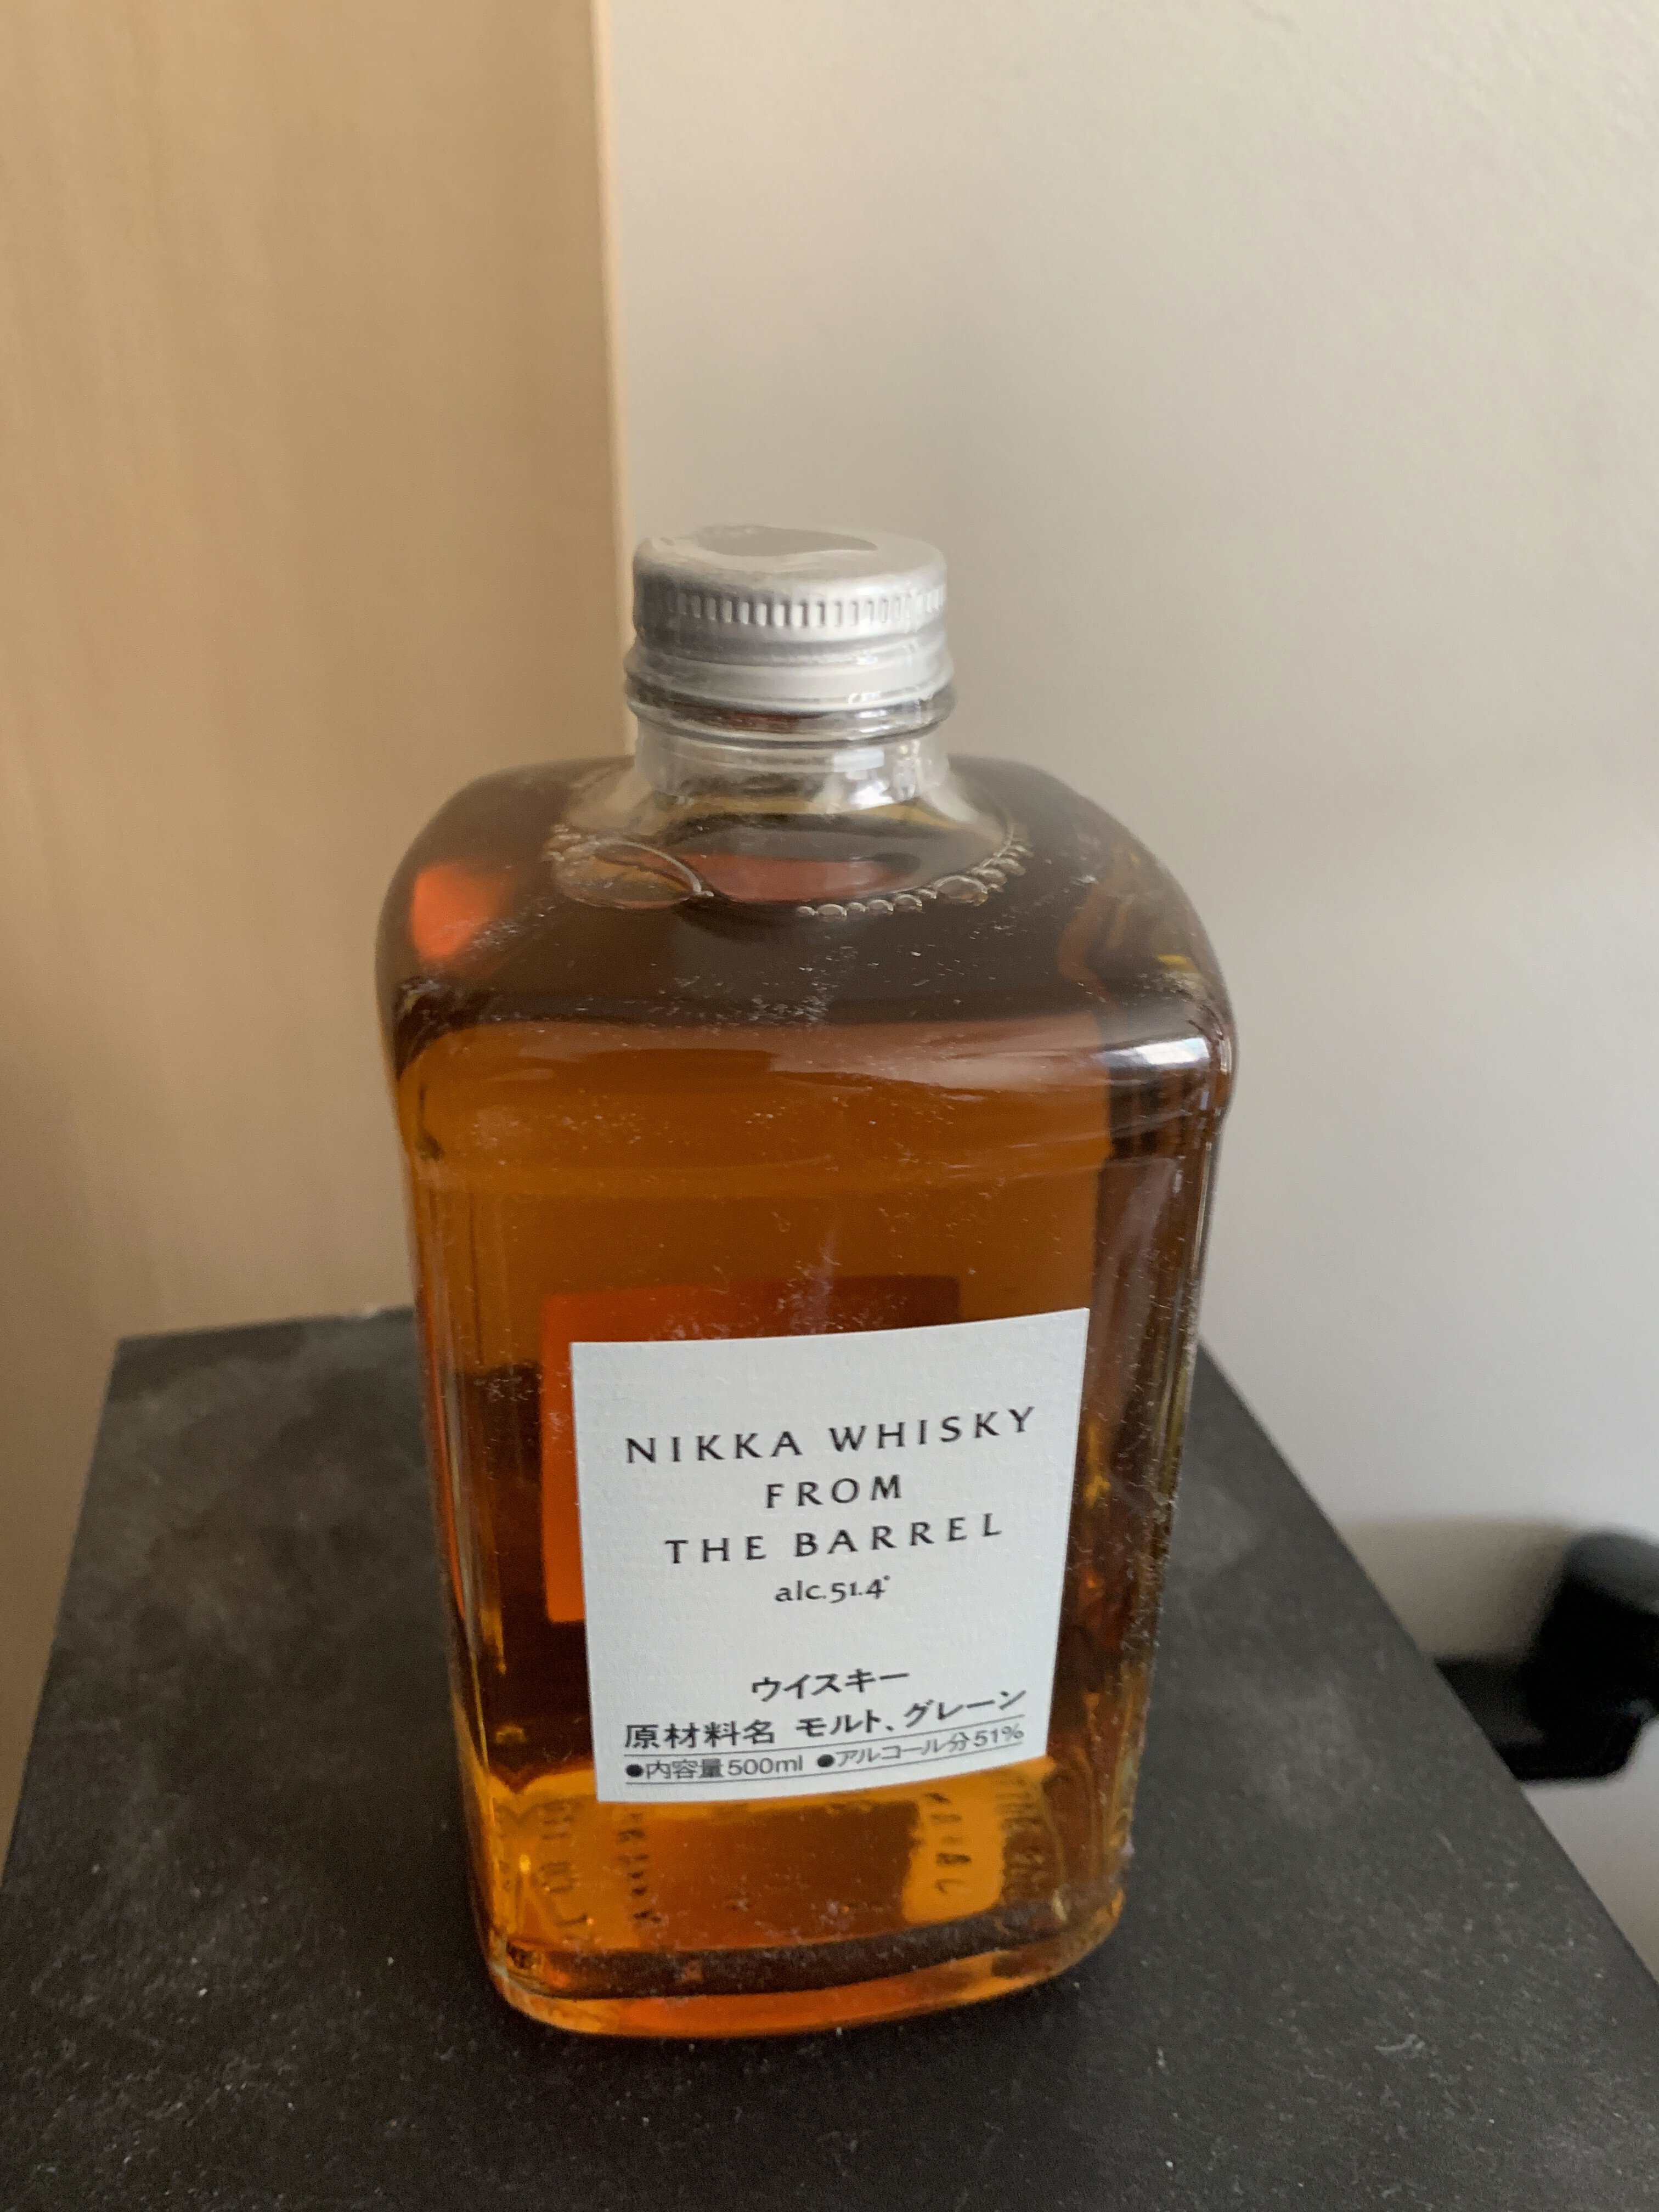 NIKKA WHISKY
FROM
THE BARREL
alc.51.4°
ウイスキー
原材料名 モルト、グレーン
●内容量500ml ●アルコール分51%